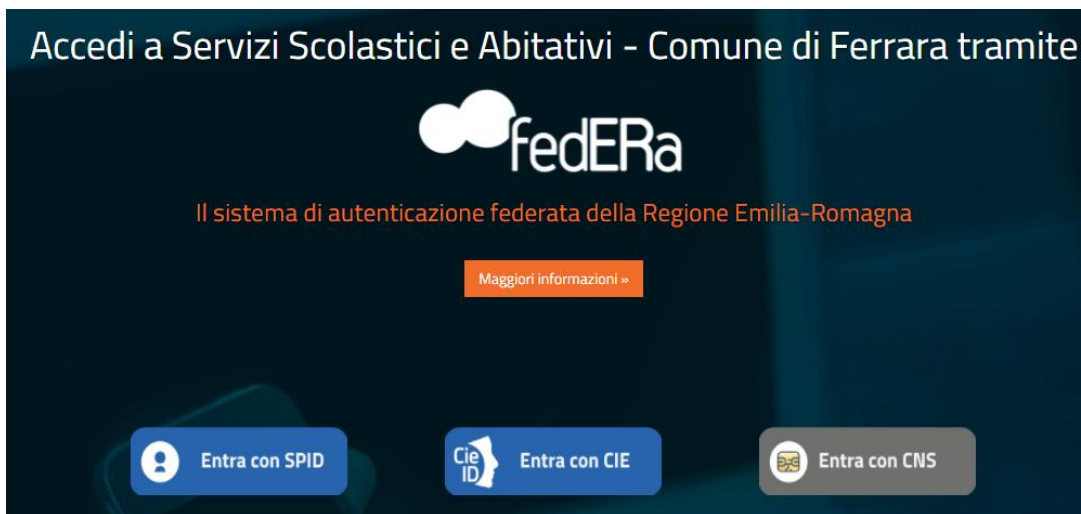 Accedi a Servizi Scolastici e Abitativi - Comune di Ferrara tramite
fedERa
Il sistema di autenticazione federata della Regione Emilia-Romagna
Maggiori informazioni »
Entra con SPID
Cie ID Entra con CIE
Entra con CNS